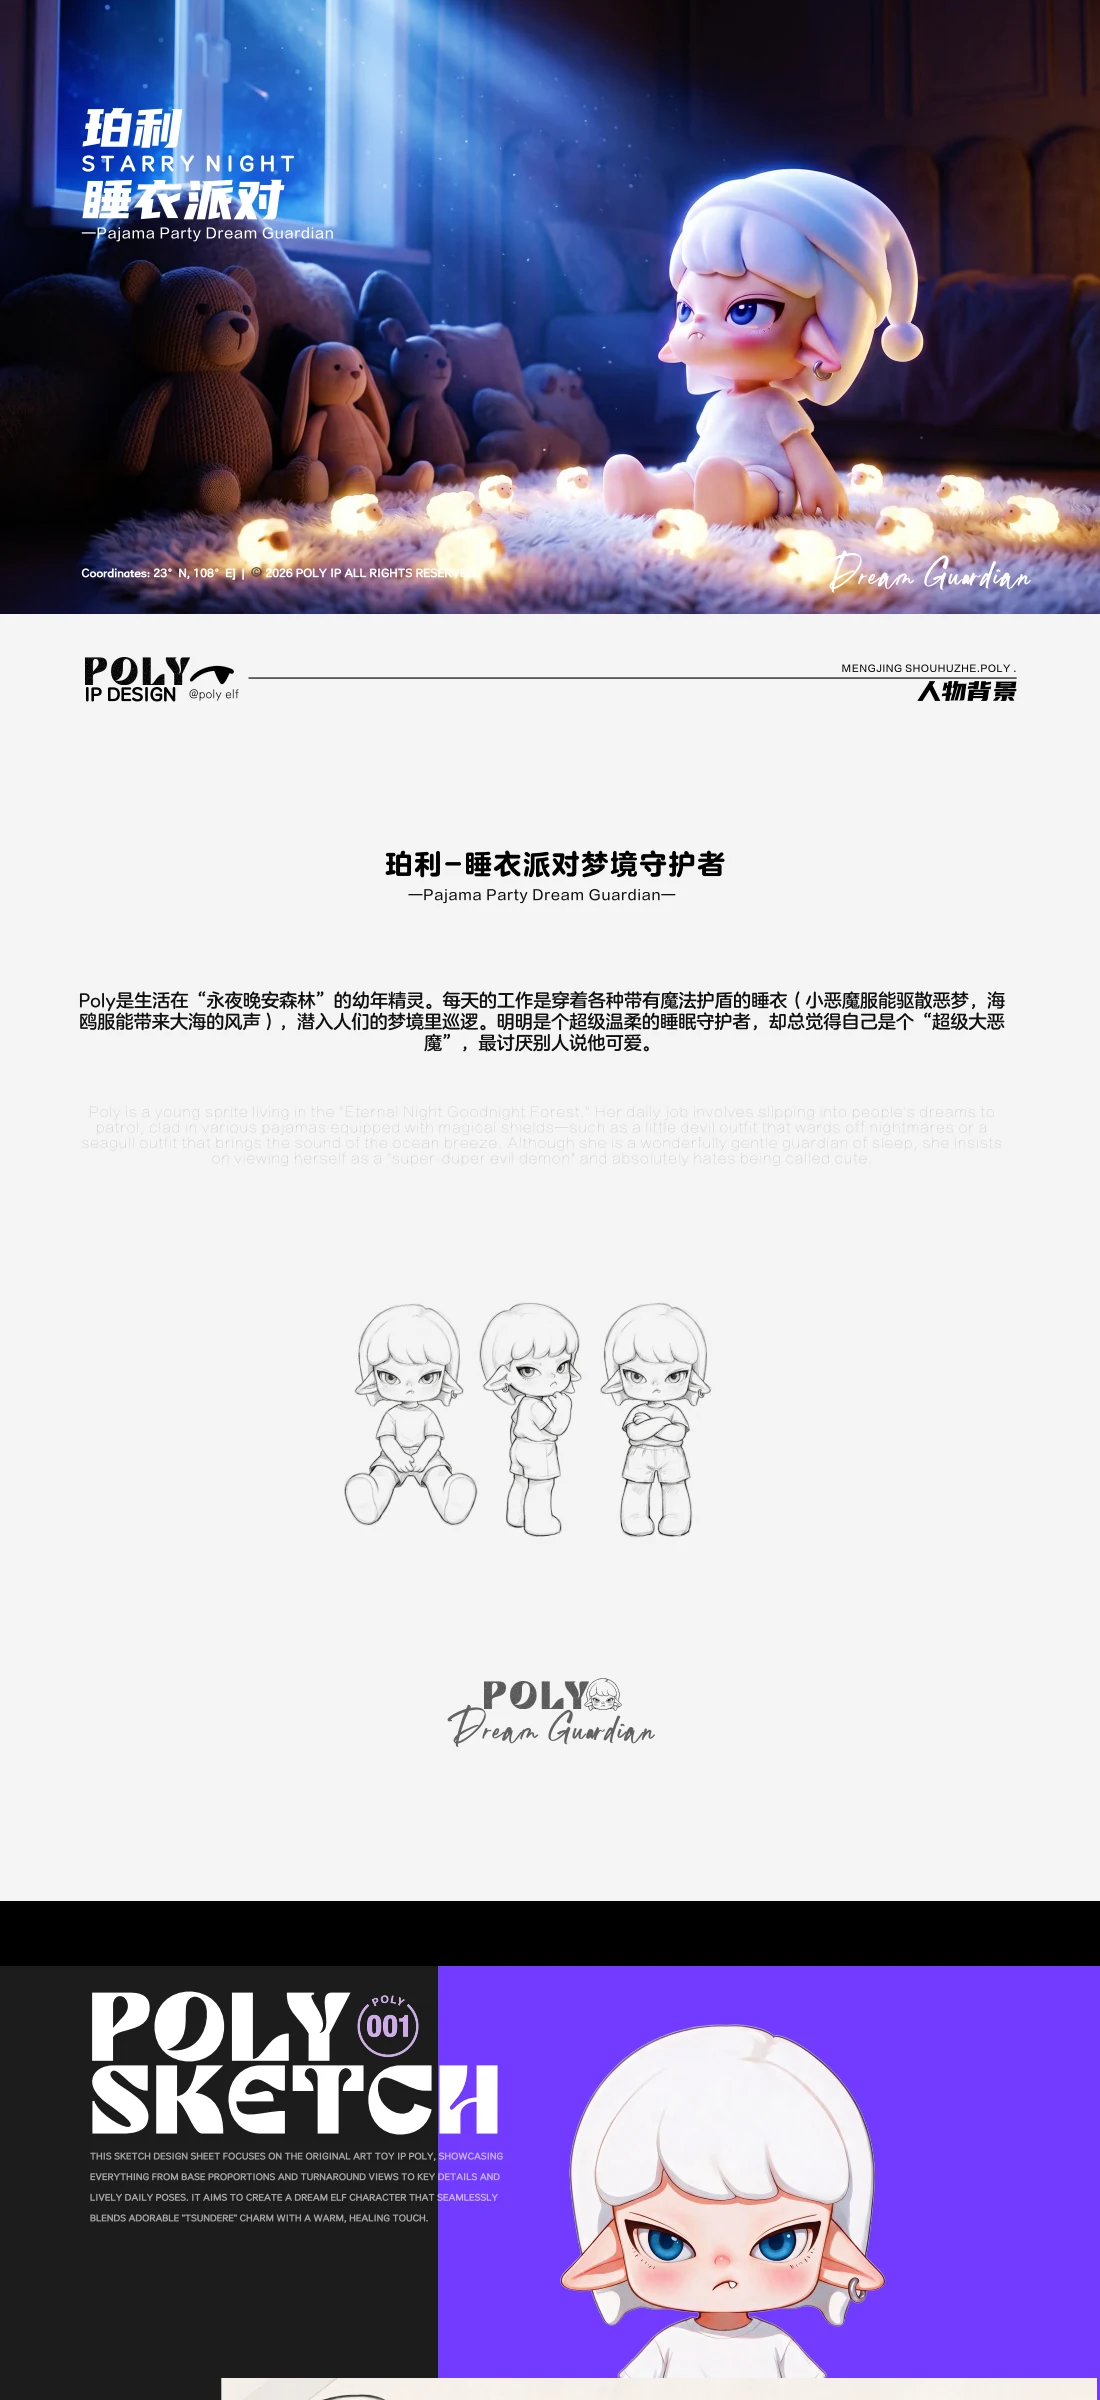 珀利
STARRY NIGHT
睡衣派对
—Pajama Party Dream Guardian
Coordinates: 23° N, 108° E] | © 2026 POLY IP ALL RIGHTS RESERVED
Dream Guardian
POLY
IP DESIGN @poly elf
MENGJING SHOUHUZHE.POLY .
人物背景
珀利-睡衣派对梦境守护者
—Pajama Party Dream Guardian—
Poly是生活在“永夜晚安森林”的幼年精灵。每天的工作是穿着各种带有魔法护盾的睡衣（小恶魔服能驱散恶梦，海
鸥服能带来大海的风声），潜入人们的梦境里巡逻。明明是个超级温柔的睡眠守护者，却总觉得自己是个“超级大恶
魔”，最讨厌别人说他可爱。
Poly is a young sprite living in the "Eternal Night Goodnight Forest." Her daily job involves slipping into people's dreams to
patrol, clad in various pajamas equipped with magical shields—such as a little devil outfit that wards off nightmares or a
seagull outfit that brings the sound of the ocean breeze. Although she is a wonderfully gentle guardian of sleep, she insists
on viewing herself as a "super-duper evil demon" and absolutely hates being called cute.
POLY
Dream Guardian
POLY
POLY
001
SKETCH
THIS SKETCH DESIGN SHEET FOCUSES ON THE ORIGINAL ART TOY IP POLY, SHOWCASING
EVERYTHING FROM BASE PROPORTIONS AND TURNAROUND VIEWS TO KEY DETAILS AND
LIVELY DAILY POSES. IT AIMS TO CREATE A DREAM ELF CHARACTER THAT SEAMLESSLY
BLENDS ADORABLE "TSUNDERE" CHARM WITH A WARM, HEALING TOUCH.